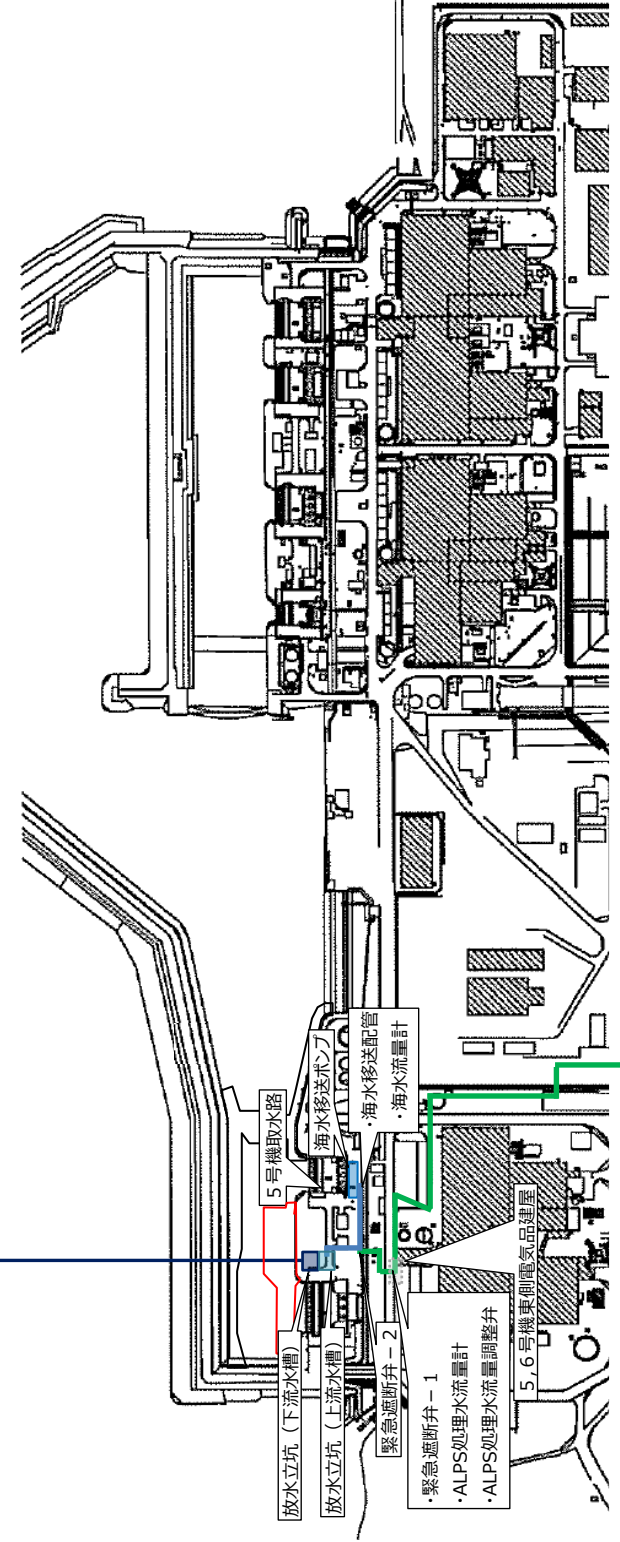 放水立坑（下流水槽）
放水立坑（上流水槽）
緊急遮断弁－2
・緊急遮断弁－1
・ALPS処理水流量計
・ALPS処理水流量調整弁
5,6号機東側電気品建屋
5号機取水路
海水移送ポンプ
・海水移送配管
・海水流量計